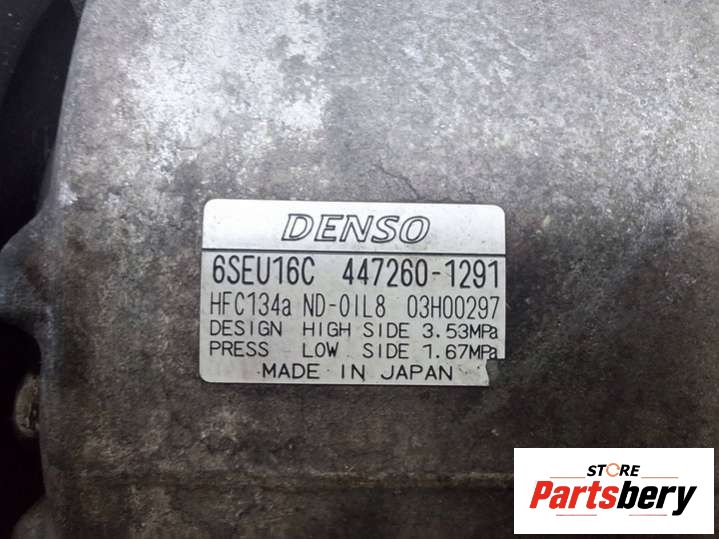 DENSO
6SEU16C 447260-1291
HFC134a ND-OIL8 03H00297
DESIGN HIGH SIDE 3.53MPa
PRESS LOW SIDE 1.67MPa
MADE IN JAPAN
STORE
Partsbery